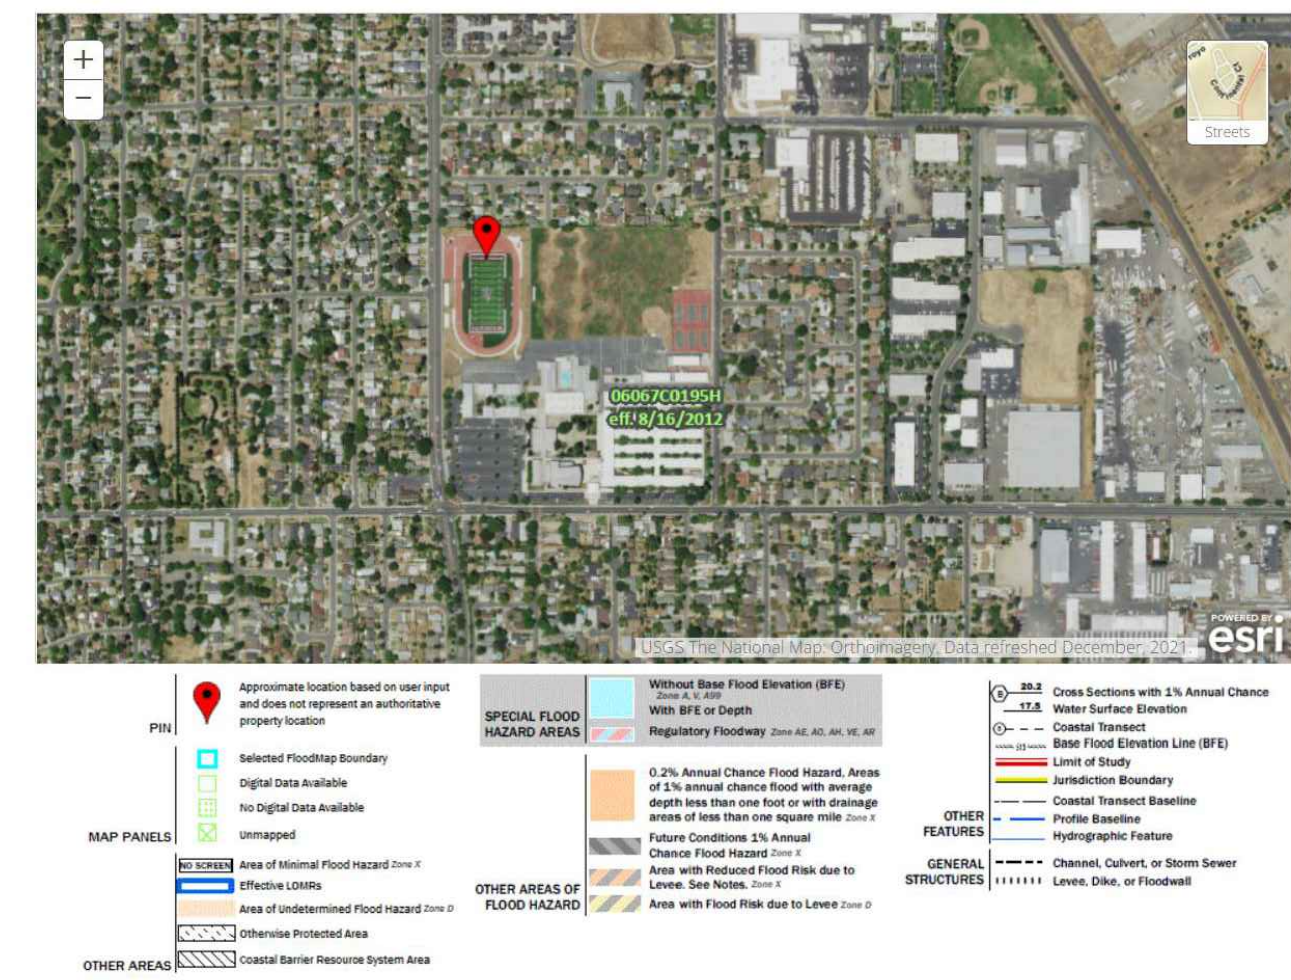 +
−
Streets
06067C0195H
eff. 8/16/2012
USGS The National Map: Orthoimagery. Data refreshed December, 2021.
POWERED BY
esri
PIN
Approximate location based on user input
and does not represent an authoritative
property location
MAP PANELS
Selected FloodMap Boundary
Digital Data Available
No Digital Data Available
Unmapped
OTHER AREAS
NO SCREEN Area of Minimal Flood Hazard Zone X
Effective LOMRs
Area of Undetermined Flood Hazard Zone D
Otherwise Protected Area
Coastal Barrier Resource System Area
SPECIAL FLOOD
HAZARD AREAS
Without Base Flood Elevation (BFE)
Zone A, V, A99
With BFE or Depth
Regulatory Floodway Zone AE, AO, AH, VE, AR
OTHER AREAS OF
FLOOD HAZARD
0.2% Annual Chance Flood Hazard, Areas
of 1% annual chance flood with average
depth less than one foot or with drainage
areas of less than one square mile Zone X
Future Conditions 1% Annual
Chance Flood Hazard Zone X
Area with Reduced Flood Risk due to
Levee. See Notes. Zone X
Area with Flood Risk due to Levee Zone D
OTHER
FEATURES
B 20.2 Cross Sections with 1% Annual Chance
17.5 Water Surface Elevation
Coastal Transect
Base Flood Elevation Line (BFE)
Limit of Study
Jurisdiction Boundary
Coastal Transect Baseline
Profile Baseline
Hydrographic Feature
GENERAL
STRUCTURES
Channel, Culvert, or Storm Sewer
Levee, Dike, or Floodwall